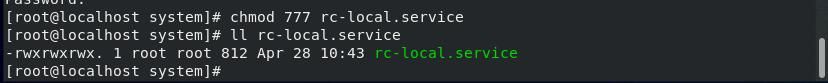 [root@localhost system]# chmod 777 rc-local.service
[root@localhost system]# ll rc-local.service
-rwxrwxrwx. 1 root root 812 Apr 28 10:43 rc-local.service
[root@localhost system]#